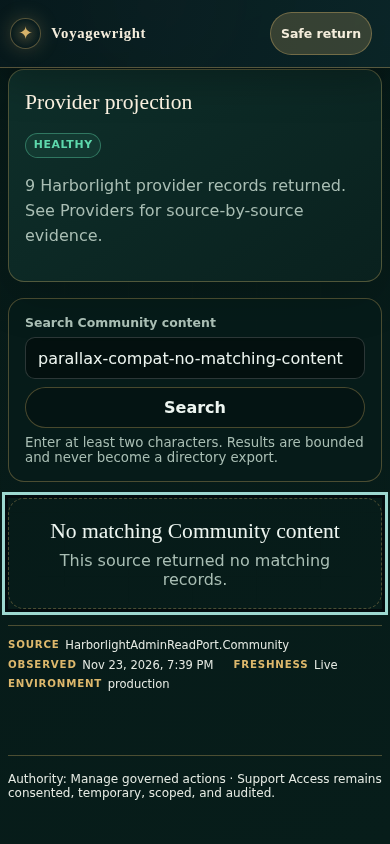 Voyagewright
Safe return
Provider projection
HEALTHY
9 Harborlight provider records returned.
See Providers for source-by-source
evidence.
Search Community content
parallax-compat-no-matching-content
Search
Enter at least two characters. Results are bounded
and never become a directory export.
No matching Community content
This source returned no matching
records.
SOURCE HarborlightAdminReadPort.Community
OBSERVED Nov 23, 2026, 7:39 PM FRESHNESS Live
ENVIRONMENT production
Authority: Manage governed actions · Support Access remains
consented, temporary, scoped, and audited.